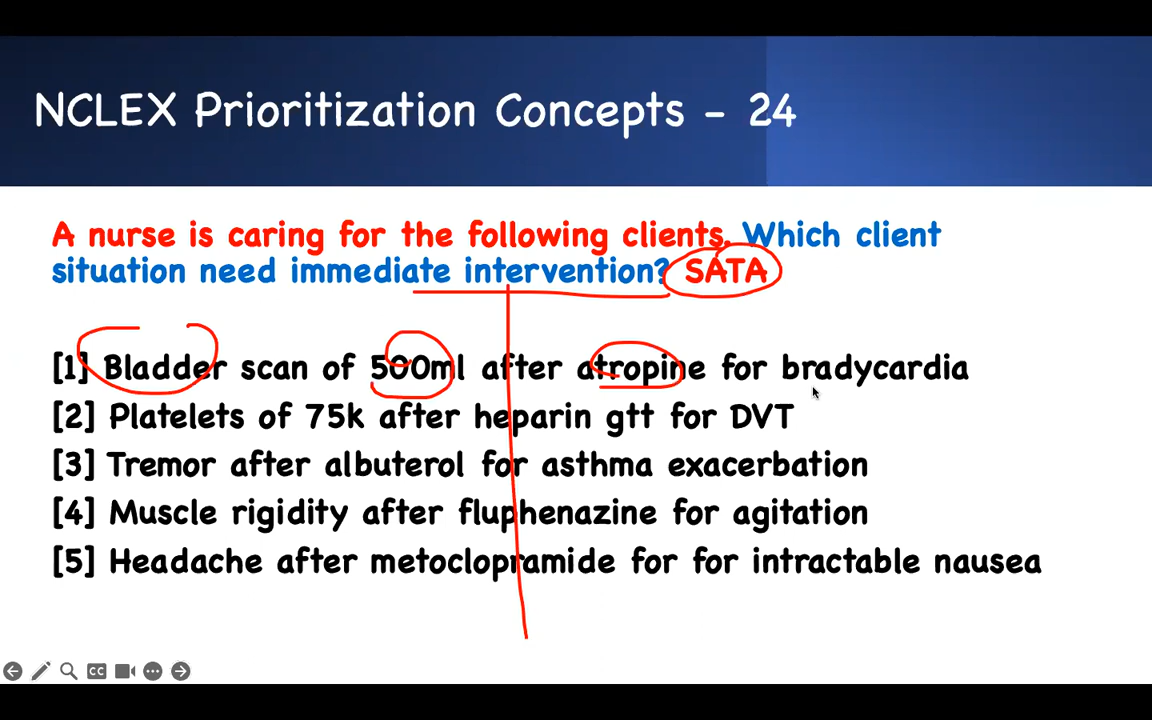 NCLEX Prioritization Concepts - 24
A nurse is caring for the following clients. Which client
situation need immediate intervention? SATA
[1] Bladder scan of 500ml after atropine for bradycardia
[2] Platelets of 75k after heparin gtt for DVT
[3] Tremor after albuterol for asthma exacerbation
[4] Muscle rigidity after fluphenazine for agitation
[5] Headache after metoclopramide for for intractable nausea
CC